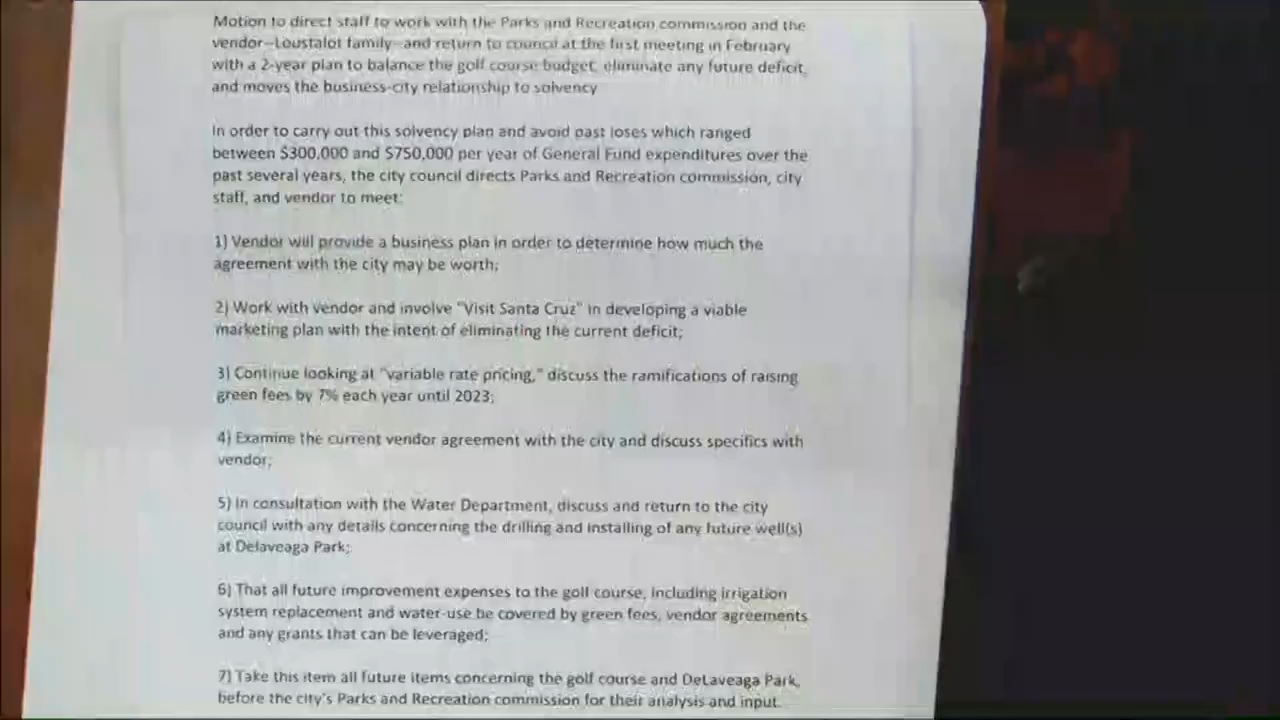 Motion to direct staff to work with the Parks and Recreation commission and the
vendor–Loustalot family–and return to council at the first meeting in February
with a 2-year plan to balance the golf course budget, eliminate any future deficit,
and moves the business-city relationship to solvency
In order to carry out this solvency plan and avoid past loses which ranged
between $300,000 and $750,000 per year of General Fund expenditures over the
past several years, the city council directs Parks and Recreation commission, city
staff, and vendor to meet:
1) Vendor will provide a business plan in order to determine how much the
agreement with the city may be worth;
2) Work with vendor and involve "Visit Santa Cruz" in developing a viable
marketing plan with the intent of eliminating the current deficit;
3) Continue looking at "variable rate pricing," discuss the ramifications of raising
green fees by 7% each year until 2023;
4) Examine the current vendor agreement with the city and discuss specifics with
vendor;
5) In consultation with the Water Department, discuss and return to the city
council with any details concerning the drilling and installing of any future well(s)
at Delaveaga Park;
6) That all future improvement expenses to the golf course, including irrigation
system replacement and water-use be covered by green fees, vendor agreements
and any grants that can be leveraged;
7) Take this item all future items concerning the golf course and DeLaveaga Park,
before the city's Parks and Recreation commission for their analysis and input.